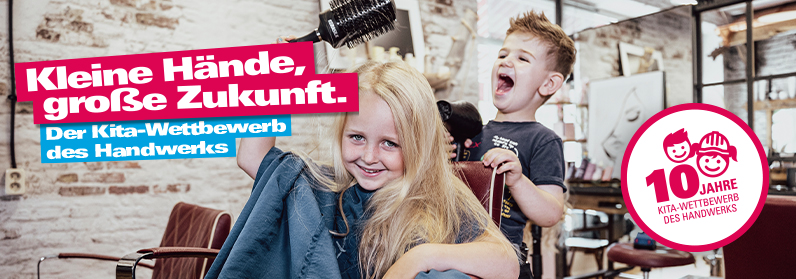 Kleine Hände,
große Zukunft.
Der Kita-Wettbewerb
des Handwerks
10 JAHRE
KITA-WETTBEWERB
DES HANDWERKS